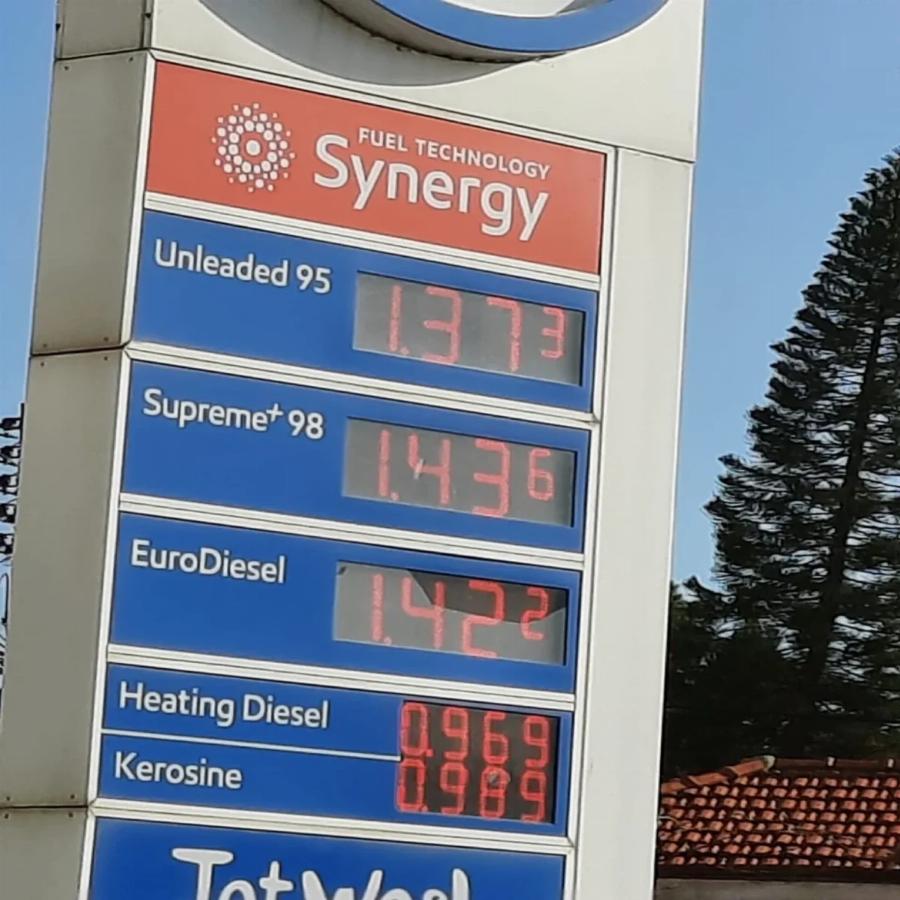 FUEL TECHNOLOGY
Synergy
Unleaded 95 1.373
Supreme+ 98 1.436
EuroDiesel 1.422
Heating Diesel 0.969
Kerosine 0.989